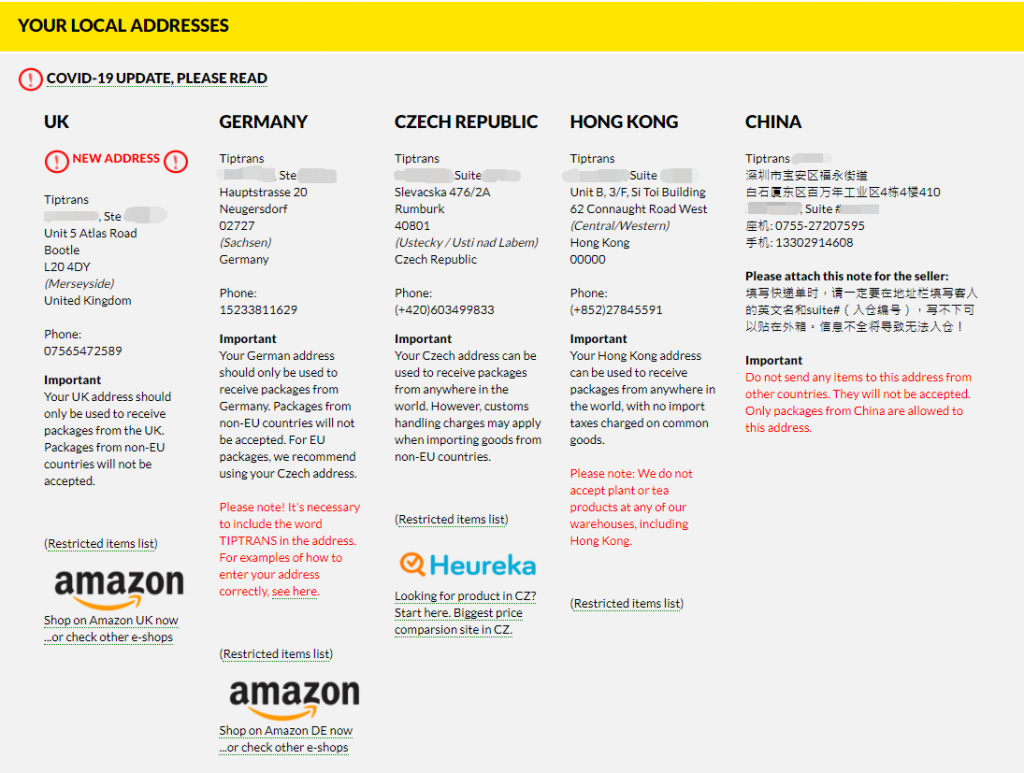 YOUR LOCAL ADDRESSES
COVID-19 UPDATE, PLEASE READ
UK
NEW ADDRESS
Tiptrans
, Ste
Unit 5 Atlas Road
Bootle
L20 4DY
(Merseyside)
United Kingdom
Phone:
07565472589
Important
Your UK address should
only be used to receive
packages from the UK.
Packages from non-EU
countries will not be
accepted.
(Restricted items list)
amazon
Shop on Amazon UK now
...or check other e-shops
GERMANY
Tiptrans
, Ste
Hauptstrasse 20
Neugersdorf
02727
(Sachsen)
Germany
Phone:
15233811629
Important
Your German address
should only be used to
receive packages from
Germany. Packages from
non-EU countries will not
be accepted. For EU
packages, we recommend
using your Czech address.
Please note! It's necessary
to include the word
TIPTRANS in the address.
For examples of how to
enter your address
correctly, see here.
(Restricted items list)
amazon
Shop on Amazon DE now
...or check other e-shops
CZECH REPUBLIC
Tiptrans
Suite
Slevacska 476/2A
Rumburk
40801
(Ustecky / Usti nad Labem)
Czech Republic
Phone:
(+420)603499833
Important
Your Czech address can be
used to receive packages
from anywhere in the
world. However, customs
handling charges may apply
when importing goods from
non-EU countries.
(Restricted items list)
Heureka
Looking for product in CZ?
Start here. Biggest price
comparsion site in CZ.
HONG KONG
Tiptrans
Suite
Unit B, 3/F, Si Toi Building
62 Connaught Road West
(Central/Western)
Hong Kong
00000
Phone:
(+852)27845591
Important
Your Hong Kong address
can be used to receive
packages from anywhere in
the world, with no import
taxes charged on common
goods.
Please note: We do not
accept plant or tea
products at any of our
warehouses, including
Hong Kong.
(Restricted items list)
CHINA
Tiptrans
深圳市宝安区福永街道
白石厦东区百万年工业区4栋4楼410
, Suite #
座机: 0755-27207595
手机: 13302914608
Please attach this note for the seller:
填写快递单时，请一定要在地址栏填写客人
的英文名和suite#（入仓编号），写不下可
以贴在外箱。信息不全将导致无法入仓！
Important
Do not send any items to this address from
other countries. They will not be accepted.
Only packages from China are allowed to
this address.